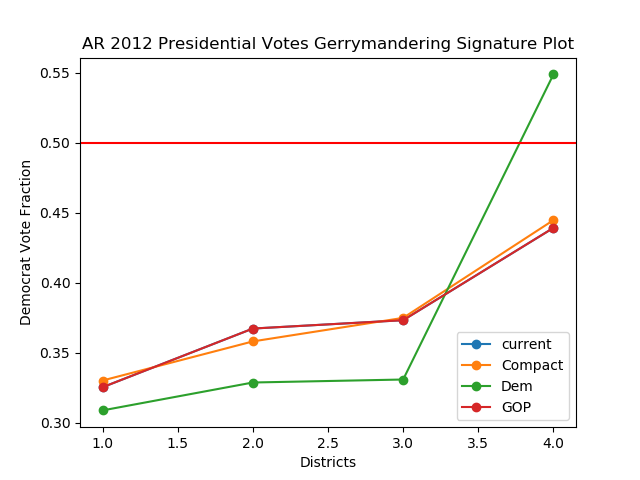 AR 2012 Presidential Votes Gerrymandering Signature Plot
0.55
0.50
0.45
0.40
0.35
0.30
Democrat Vote Fraction
current
Compact
Dem
GOP
1.0 1.5 2.0 2.5 3.0 3.5 4.0
Districts